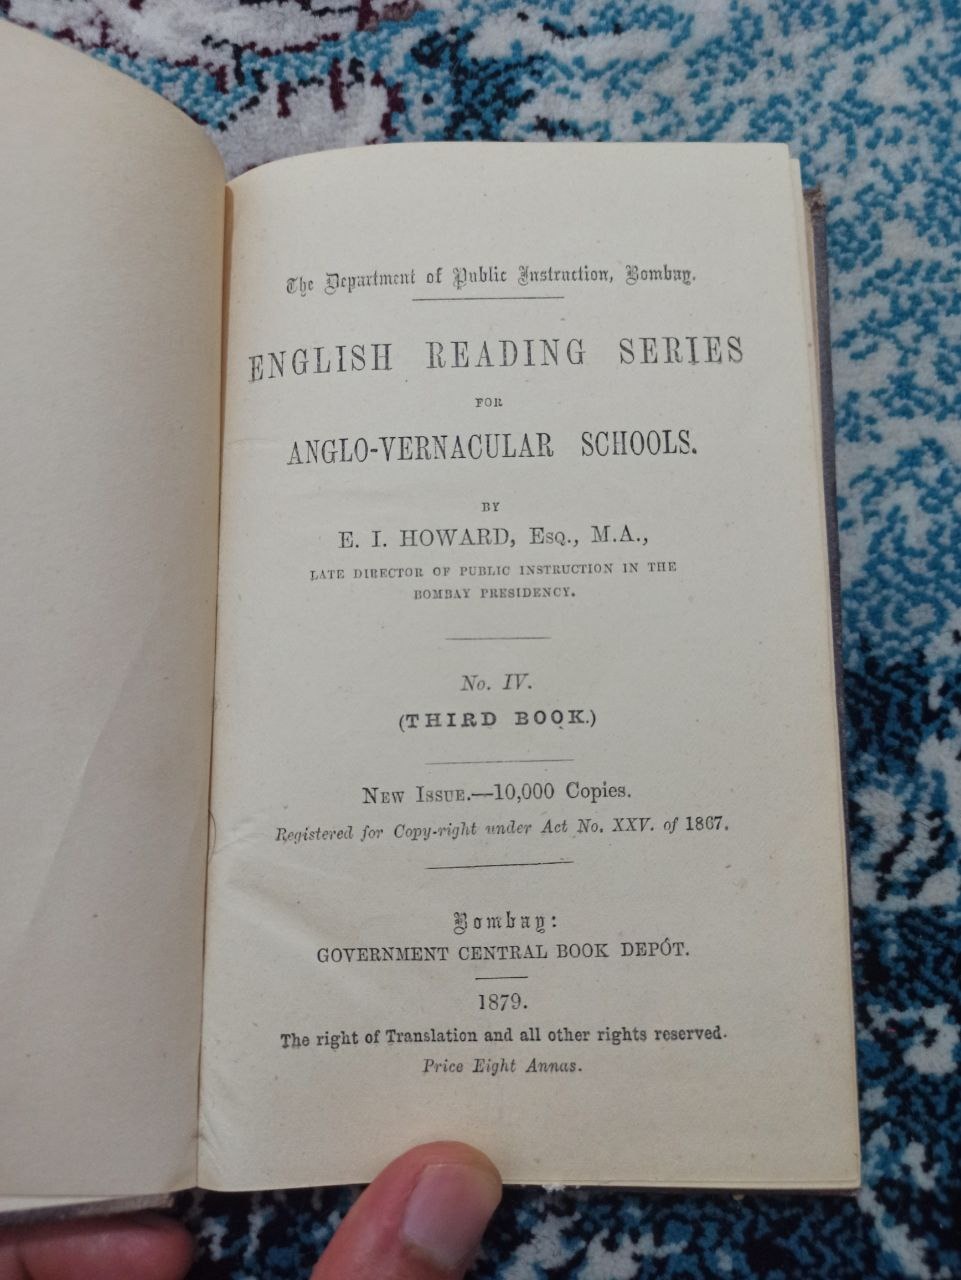 The Department of Public Instruction, Bombay.
ENGLISH READING SERIES
FOR
ANGLO-VERNACULAR SCHOOLS.
BY
E. I. HOWARD, ESQ., M.A.,
LATE DIRECTOR OF PUBLIC INSTRUCTION IN THE
BOMBAY PRESIDENCY.
No. IV.
(THIRD BOOK.)
NEW ISSUE.—10,000 Copies.
Registered for Copy-right under Act No. XXV. of 1867.
Bombay:
GOVERNMENT CENTRAL BOOK DEPÔT.
1879.
The right of Translation and all other rights reserved.
Price Eight Annas.